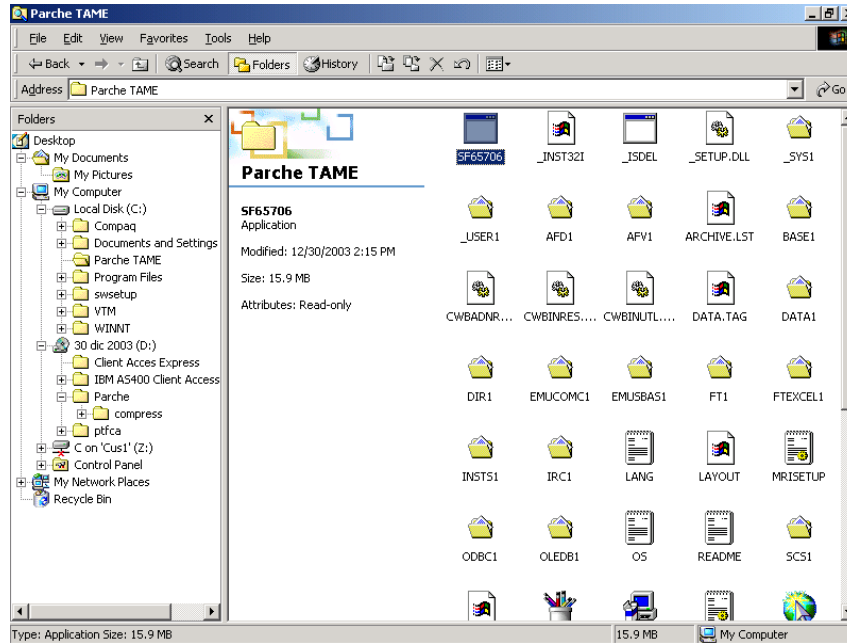 Parche TAME
File Edit View Favorites Tools Help
Back Search Folders History
Address Parche TAME Go
Folders
Desktop
My Documents
My Pictures
My Computer
Local Disk (C:)
Compaq
Documents and Settings
Parche TAME
Program Files
swsetup
VTM
WINNT
30 dic 2003 (D:)
Client Acces Express
IBM AS400 Client Access
Parche
compress
ptfca
C on 'Cus1' (Z:)
Control Panel
My Network Places
Recycle Bin
Parche TAME
SF65706
Application
Modified: 12/30/2003 2:15 PM
Size: 15.9 MB
Attributes: Read-only
SF65706 _INST32I _ISDEL _SETUP.DLL _SYS1
_USER1 AFD1 AFV1 ARCHIVE.LST BASE1
CWBADNR... CWBINRES.... CWBINUTL.... DATA.TAG DATA1
DIR1 EMUCOMC1 EMUSBAS1 FT1 FTEXCEL1
INSTS1 IRC1 LANG LAYOUT MRISETUP
ODBC1 OLEDB1 OS README SCS1
Type: Application Size: 15.9 MB 15.9 MB My Computer